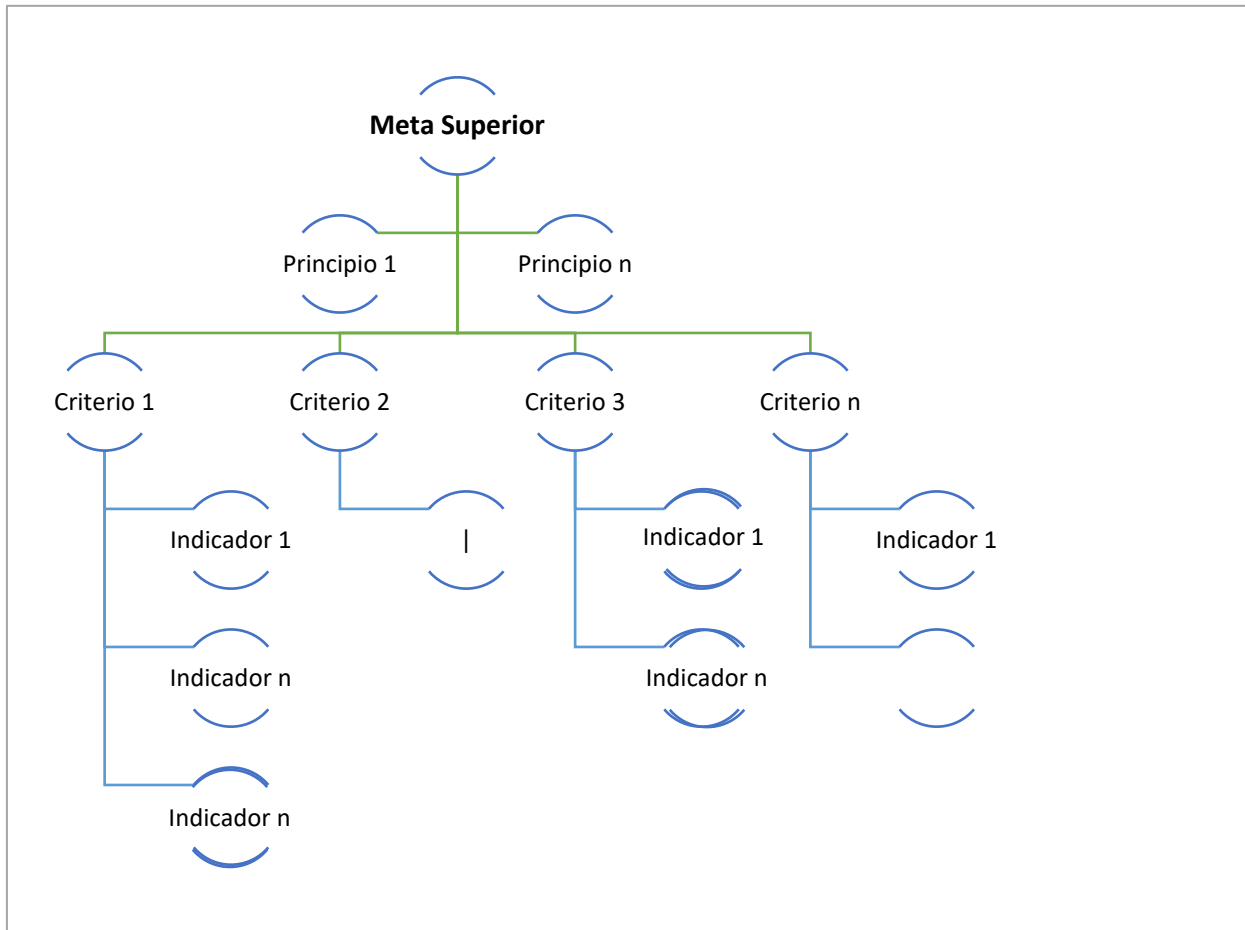 Meta Superior
Principio 1
Principio n
Criterio 1
Criterio 2
Criterio 3
Criterio n
Indicador 1
|
Indicador 1
Indicador 1
Indicador n
Indicador n
Indicador n